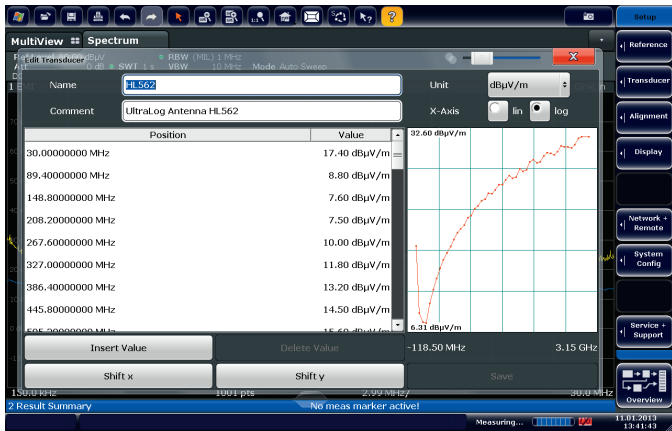 Setup
MultiView Spectrum
Edit Transducer
RBW (MIL) 1 MHz
0 dB SWT 1 s VBW 10 MHz Mode Auto Sweep
Name HL562 Unit dBµV/m
Comment UltraLog Antenna HL562 X-Axis lin log
Position Value
30.00000000 MHz 17.40 dBµV/m
89.40000000 MHz 8.80 dBµV/m
148.80000000 MHz 7.60 dBµV/m
208.20000000 MHz 7.50 dBµV/m
267.60000000 MHz 10.00 dBµV/m
327.00000000 MHz 11.80 dBµV/m
386.40000000 MHz 13.20 dBµV/m
445.80000000 MHz 14.50 dBµV/m
32.60 dBµV/m
6.31 dBµV/m
-118.50 MHz 3.15 GHz
Insert Value Delete Value
Shift x Shift y Save
150.0 kHz 1001 pts 2.99 MHz/ 30.0 MHz
2 Result Summary No meas marker active!
Measuring... 11.01.2013
13:41:43
Reference
Transducer
Alignment
Display
Network +
Remote
System
Config
Service +
Support
Overview